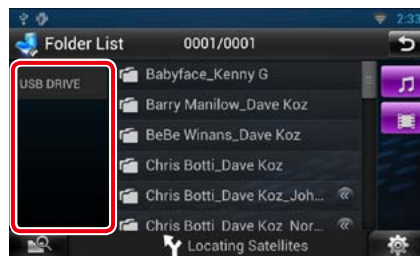 2:33
Folder List 0001/0001
USB DRIVE
Babyface_Kenny G
Barry Manilow_Dave Koz
BeBe Winans_Dave Koz
Chris Botti_Dave Koz
Chris Botti_Dave Koz_Joh...
Chris Botti_Dave Koz_Nor...
Locating Satellites